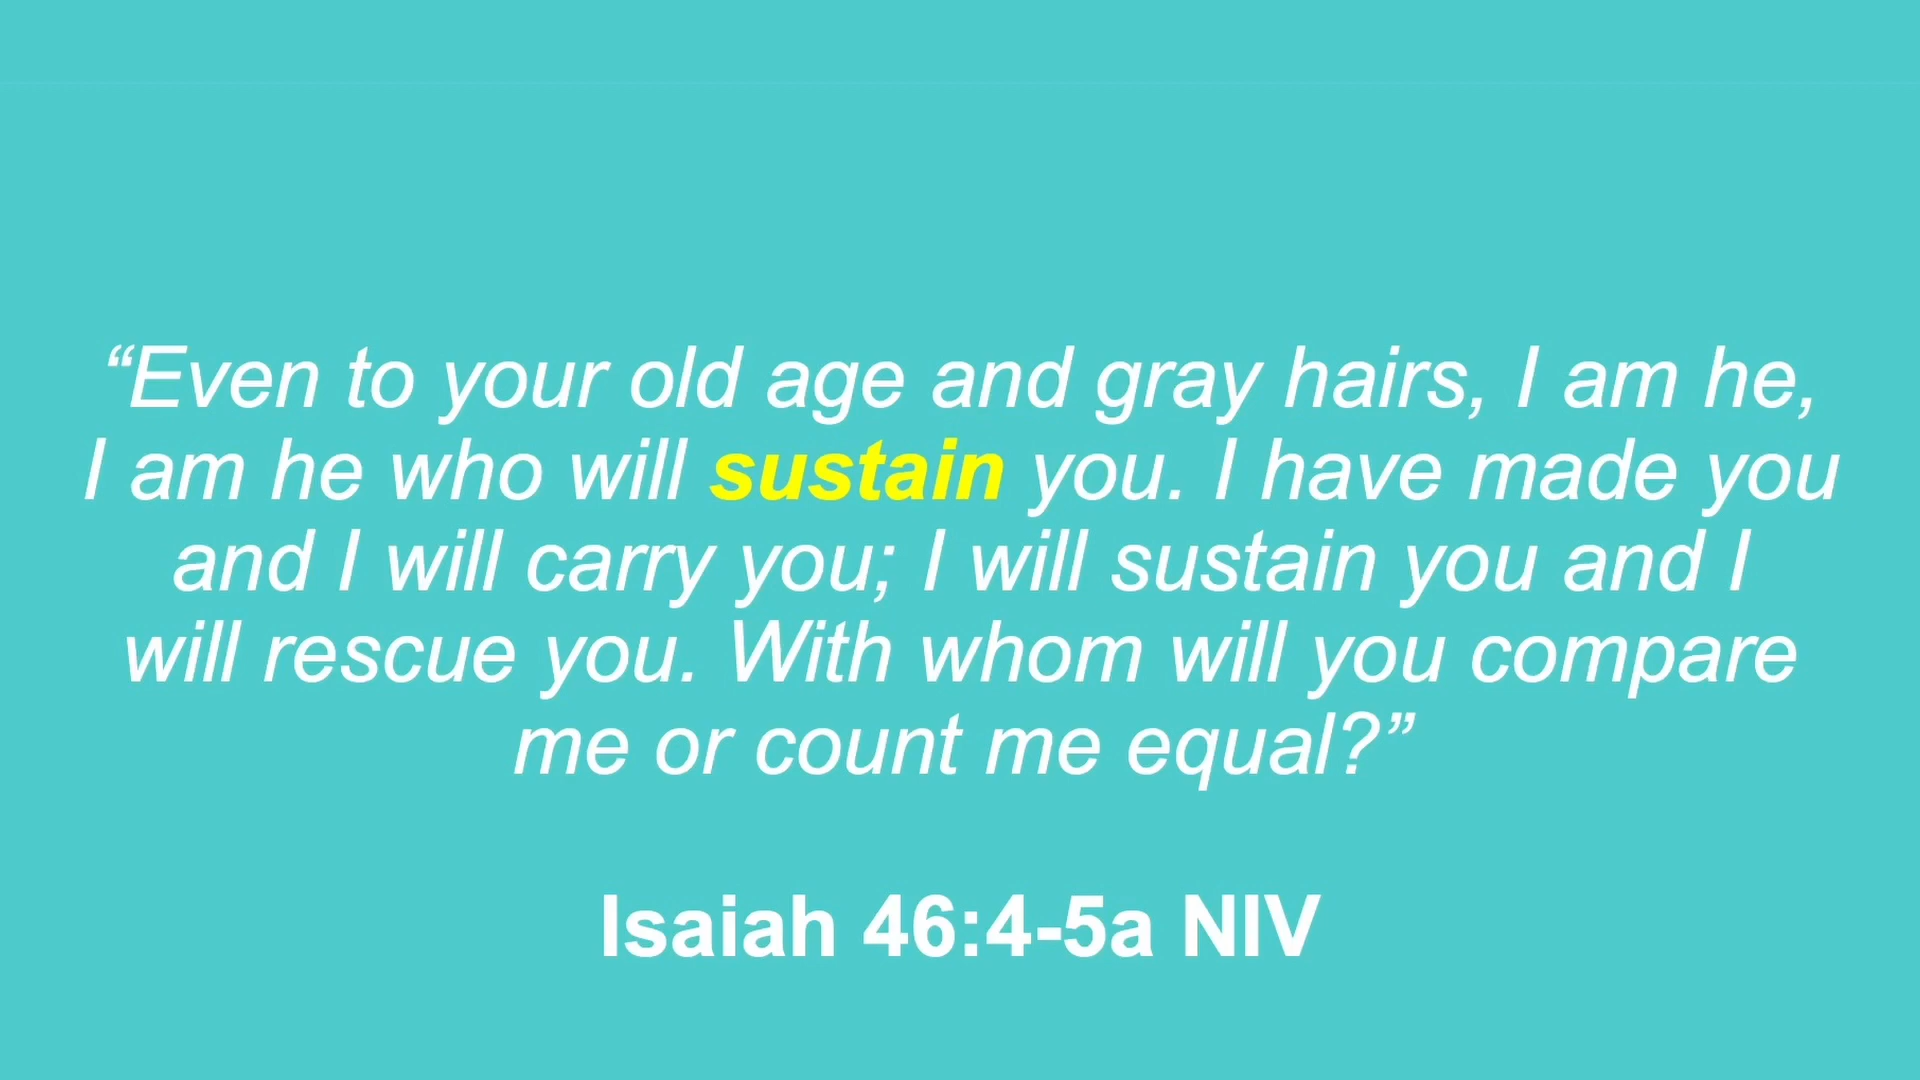 “Even to your old age and gray hairs, I am he,
I am he who will sustain you. I have made you
and I will carry you; I will sustain you and I
will rescue you. With whom will you compare
me or count me equal?”
Isaiah 46:4-5a NIV